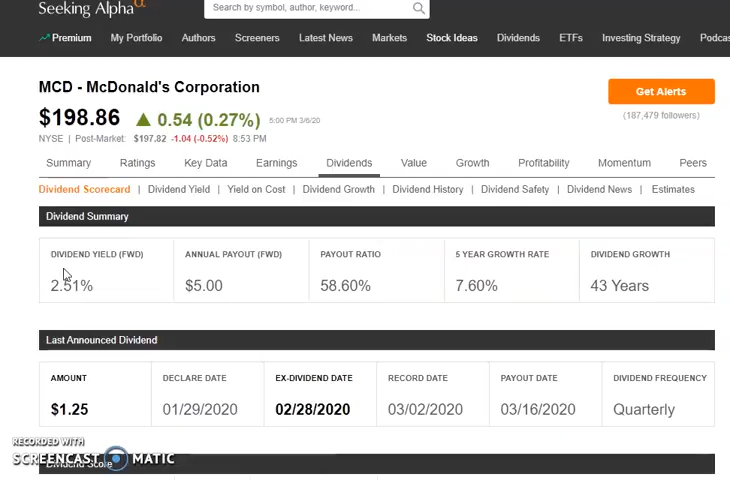 Seeking Alpha α
Search by symbol, author, keyword...
Premium My Portfolio Authors Screeners Latest News Markets Stock Ideas Dividends ETFs Investing Strategy Podcas
MCD - McDonald's Corporation
Get Alerts
$198.86 0.54 (0.27%) 5:00 PM 3/6/20
(187,479 followers)
NYSE | Post-Market: $197.82 -1.04 (-0.52%) 8:53 PM
Summary Ratings Key Data Earnings Dividends Value Growth Profitability Momentum Peers
Dividend Scorecard | Dividend Yield | Yield on Cost | Dividend Growth | Dividend History | Dividend Safety | Dividend News | Estimates
Dividend Summary
DIVIDEND YIELD (FWD) ANNUAL PAYOUT (FWD) PAYOUT RATIO 5 YEAR GROWTH RATE DIVIDEND GROWTH
2.51% $5.00 58.60% 7.60% 43 Years
Last Announced Dividend
AMOUNT DECLARE DATE EX-DIVIDEND DATE RECORD DATE PAYOUT DATE DIVIDEND FREQUENCY
$1.25 01/29/2020 02/28/2020 03/02/2020 03/16/2020 Quarterly
RECORDED WITH
SCREENCAST MATIC
Dividend Score